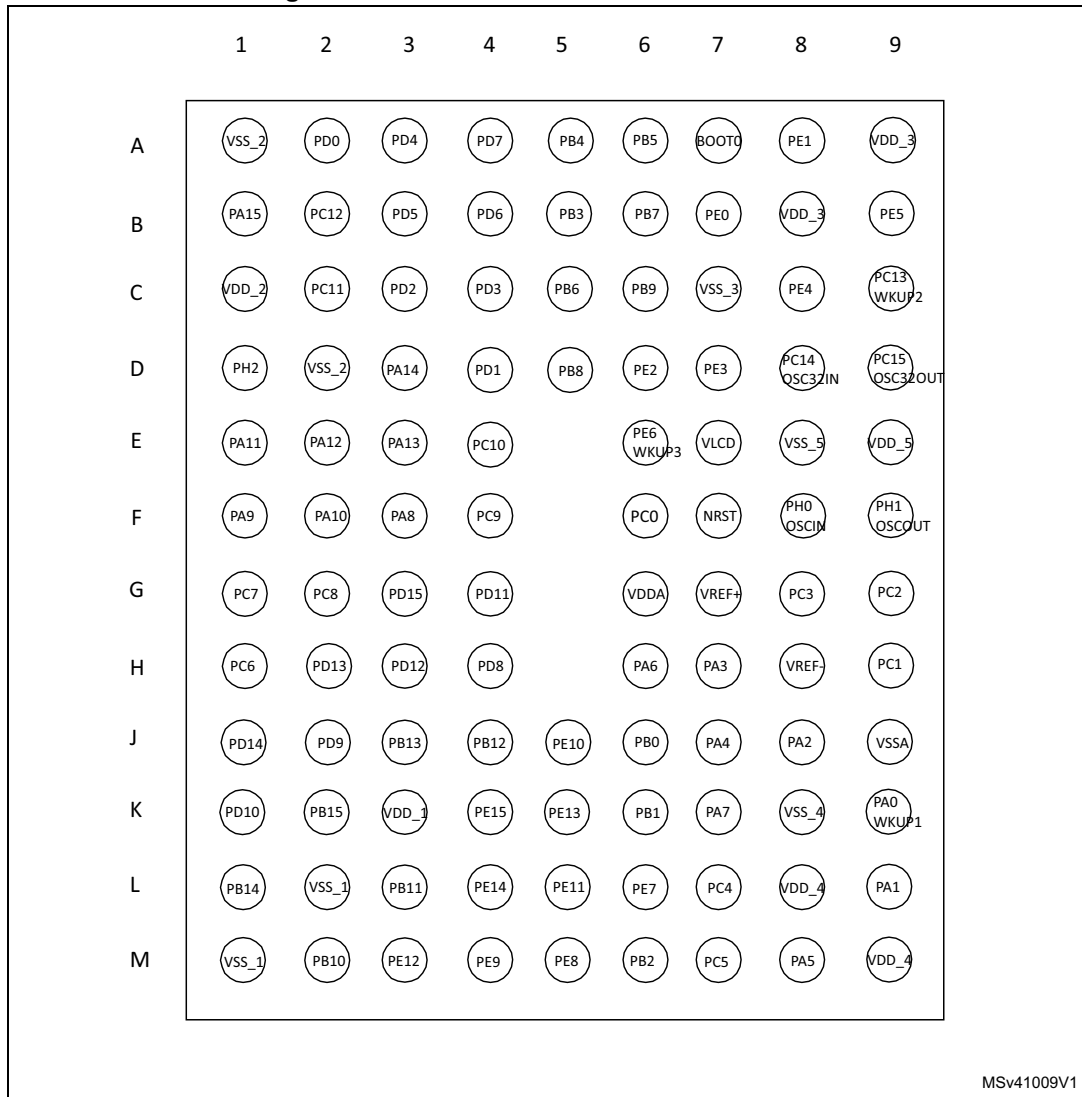 1 2 3 4 5 6 7 8 9
A VSS_2 PD0 PD4 PD7 PB4 PB5 BOOT0 PE1 VDD_3
B PA15 PC12 PD5 PD6 PB3 PB7 PE0 VDD_3 PE5
C VDD_2 PC11 PD2 PD3 PB6 PB9 VSS_3 PE4 PC13 WKUP2
D PH2 VSS_2 PA14 PD1 PB8 PE2 PE3 PC14 OSC32IN PC15 OSC32OUT
E PA11 PA12 PA13 PC10 PE6 WKUP3 VLCD VSS_5 VDD_5
F PA9 PA10 PA8 PC9 PC0 NRST PH0 OSCIN PH1 OSCOUT
G PC7 PC8 PD15 PD11 VDDA VREF+ PC3 PC2
H PC6 PD13 PD12 PD8 PA6 PA3 VREF- PC1
J PD14 PD9 PB13 PB12 PE10 PB0 PA4 PA2 VSSA
K PD10 PB15 VDD_1 PE15 PE13 PB1 PA7 VSS_4 PA0 WKUP1
L PB14 VSS_1 PB11 PE14 PE11 PE7 PC4 VDD_4 PA1
M VSS_1 PB10 PE12 PE9 PE8 PB2 PC5 PA5 VDD_4
MSv41009V1